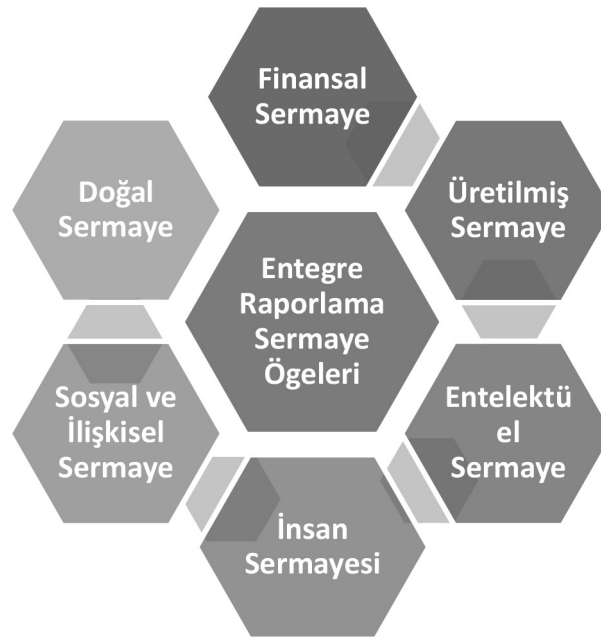 Finansal
Sermaye
Üretilmiş
Sermaye
Entelektü
el
Sermaye
İnsan
Sermayesi
Sosyal ve
İlişkisel
Sermaye
Doğal
Sermaye
Entegre
Raporlama
Sermaye
Ögeleri